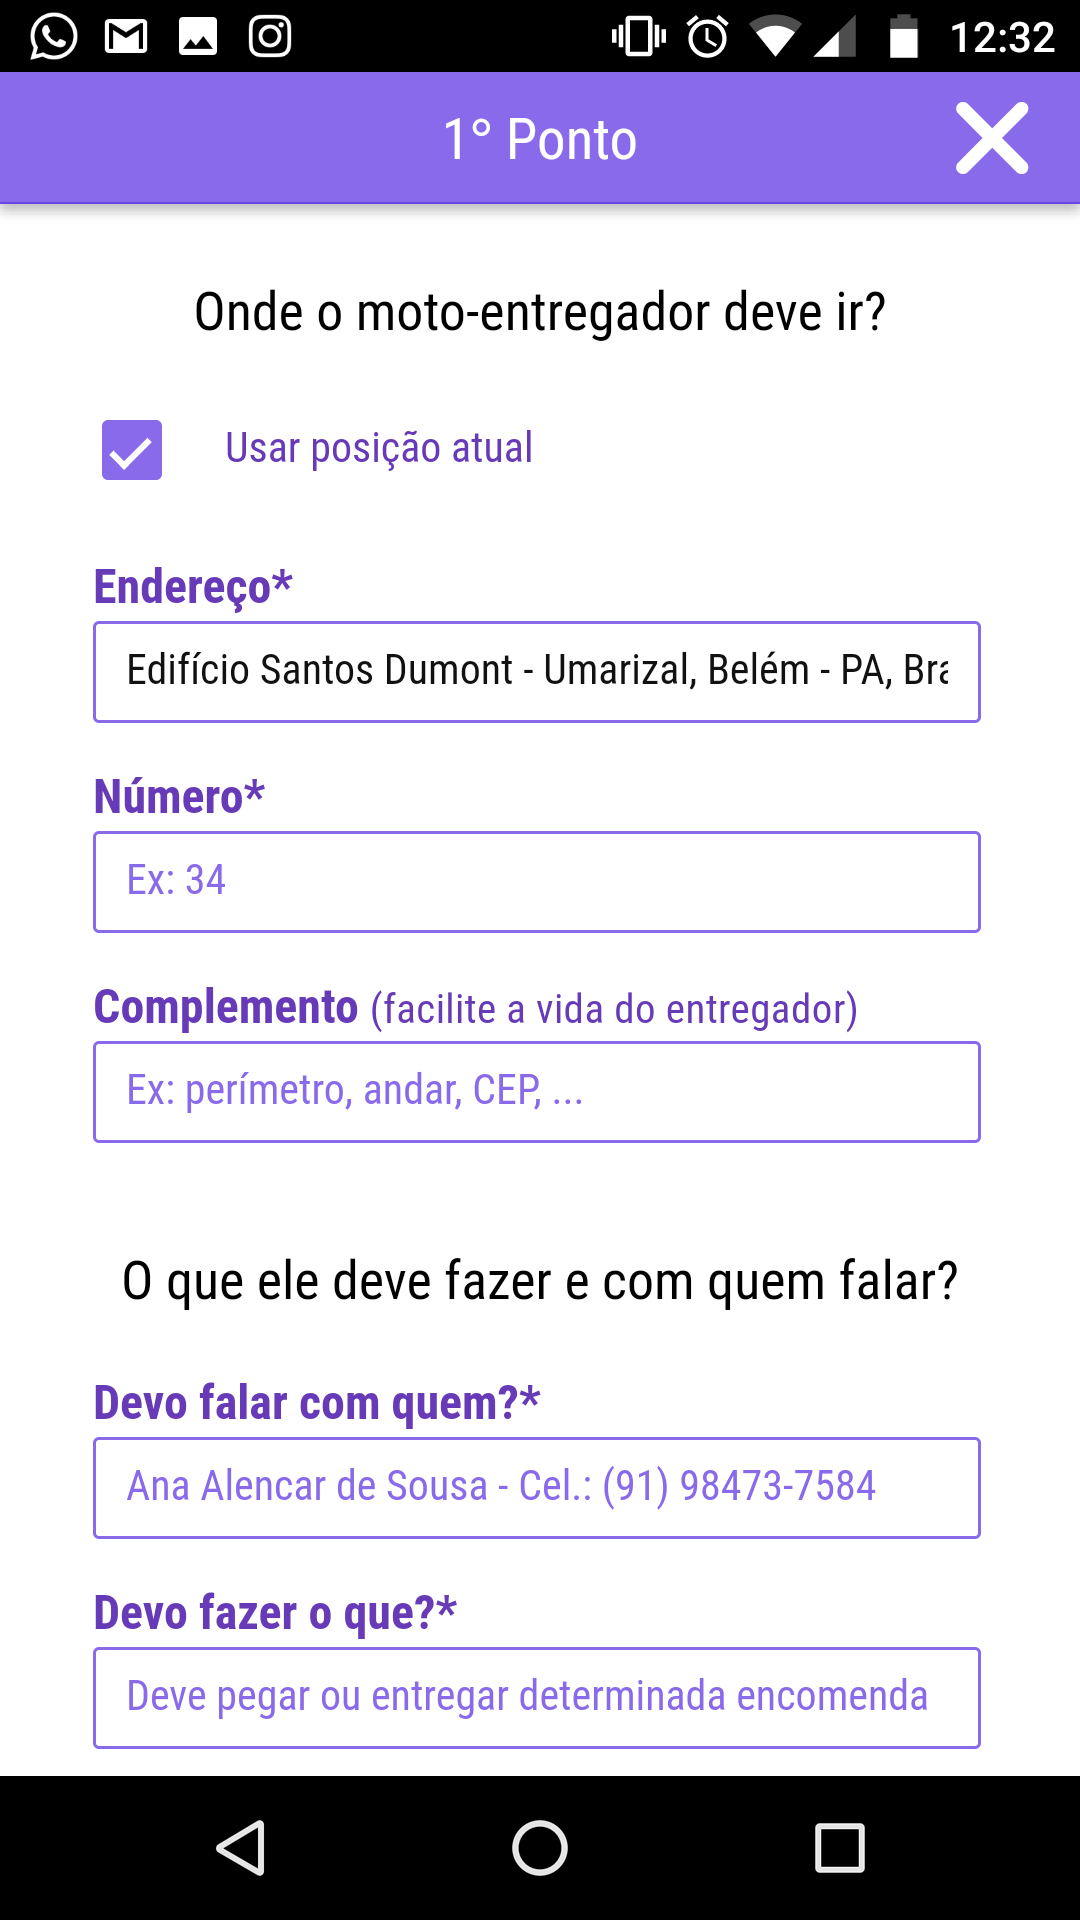 12:32
1° Ponto
Onde o moto-entregador deve ir?
Usar posição atual
Endereço*
Edifício Santos Dumont - Umarizal, Belém - PA, Bra
Número*
Ex: 34
Complemento (facilite a vida do entregador)
Ex: perímetro, andar, CEP, ...
O que ele deve fazer e com quem falar?
Devo falar com quem?*
Ana Alencar de Sousa - Cel.: (91) 98473-7584
Devo fazer o que?*
Deve pegar ou entregar determinada encomenda